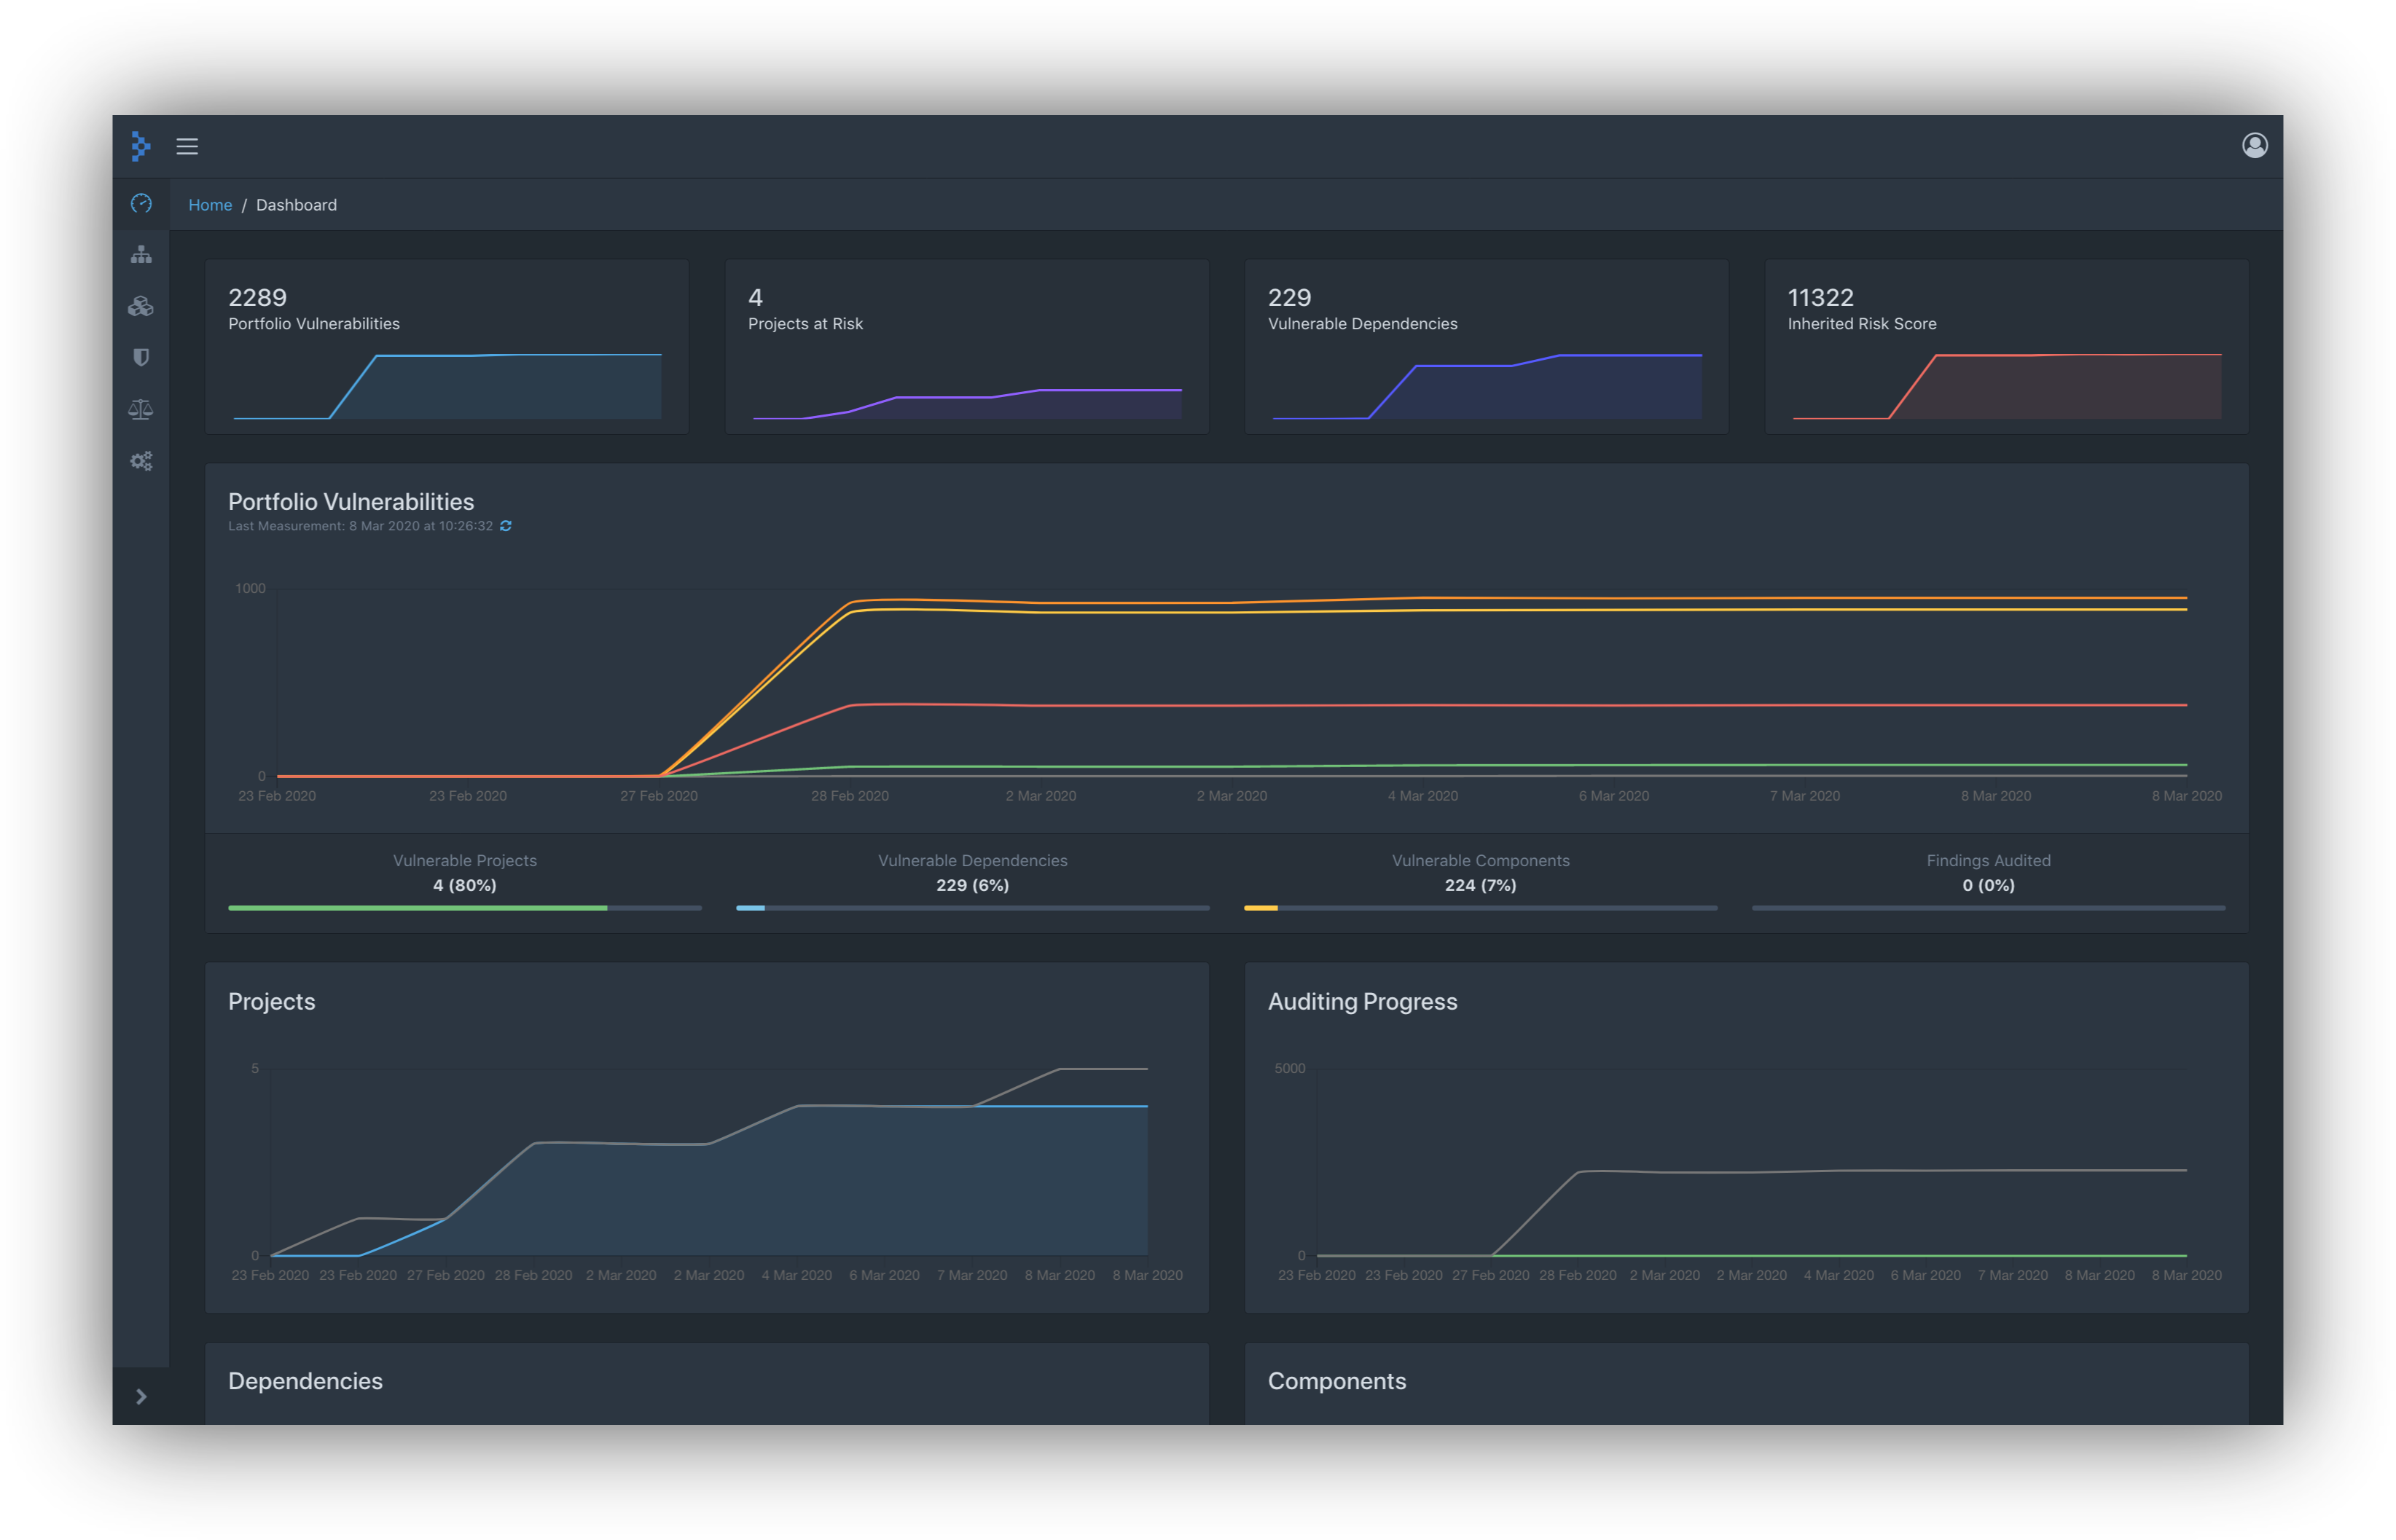 Home / Dashboard
2289
Portfolio Vulnerabilities
4
Projects at Risk
229
Vulnerable Dependencies
11322
Inherited Risk Score
Portfolio Vulnerabilities
Last Measurement: 8 Mar 2020 at 10:26:32
1000
0
23 Feb 2020 23 Feb 2020 27 Feb 2020 28 Feb 2020 2 Mar 2020 2 Mar 2020 4 Mar 2020 6 Mar 2020 7 Mar 2020 8 Mar 2020 8 Mar 2020
Vulnerable Projects
4 (80%)
Vulnerable Dependencies
229 (6%)
Vulnerable Components
224 (7%)
Findings Audited
0 (0%)
Projects
5
0
23 Feb 2020 23 Feb 2020 27 Feb 2020 28 Feb 2020 2 Mar 2020 2 Mar 2020 4 Mar 2020 6 Mar 2020 7 Mar 2020 8 Mar 2020 8 Mar 2020
Auditing Progress
5000
0
23 Feb 2020 23 Feb 2020 27 Feb 2020 28 Feb 2020 2 Mar 2020 2 Mar 2020 4 Mar 2020 6 Mar 2020 7 Mar 2020 8 Mar 2020 8 Mar 2020
Dependencies
Components